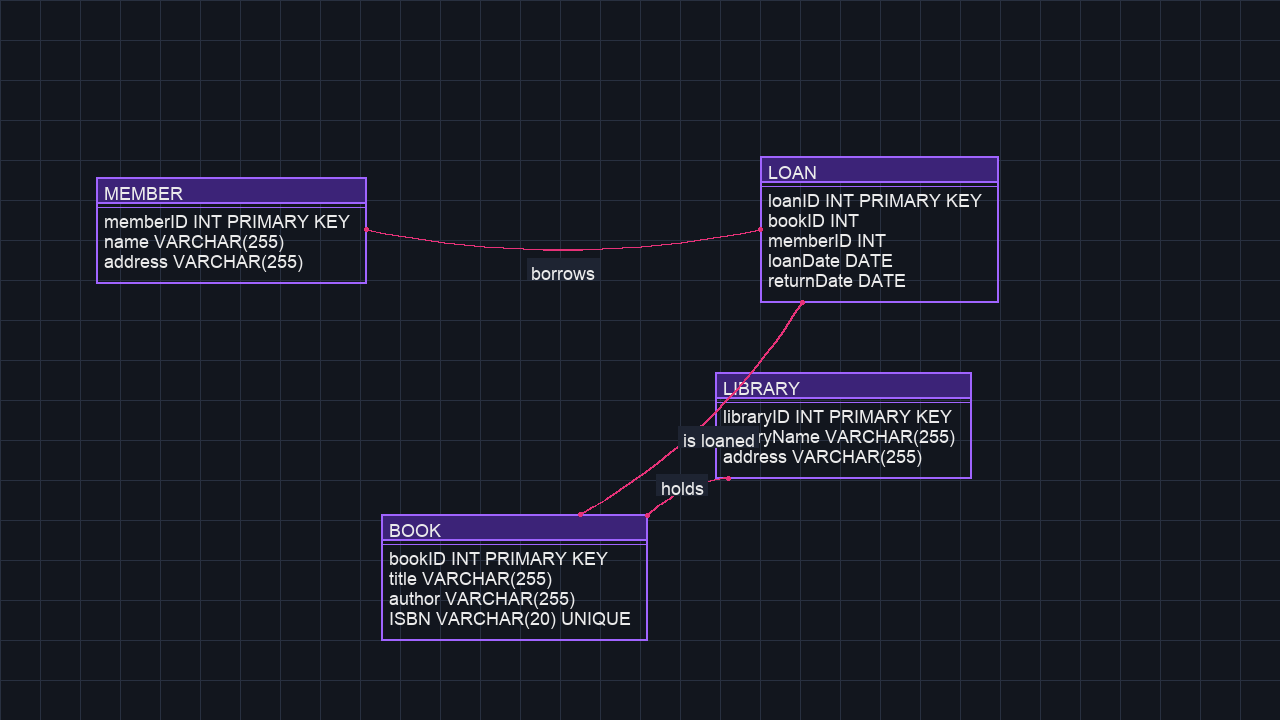 MEMBER
memberID INT PRIMARY KEY
name VARCHAR(255)
address VARCHAR(255)
LOAN
loanID INT PRIMARY KEY
bookID INT
memberID INT
loanDate DATE
returnDate DATE
borrows
LIBRARY
libraryID INT PRIMARY KEY
VARCHAR(255)
address VARCHAR(255)
is loaned
holds
BOOK
bookID INT PRIMARY KEY
title VARCHAR(255)
author VARCHAR(255)
ISBN VARCHAR(20) UNIQUE